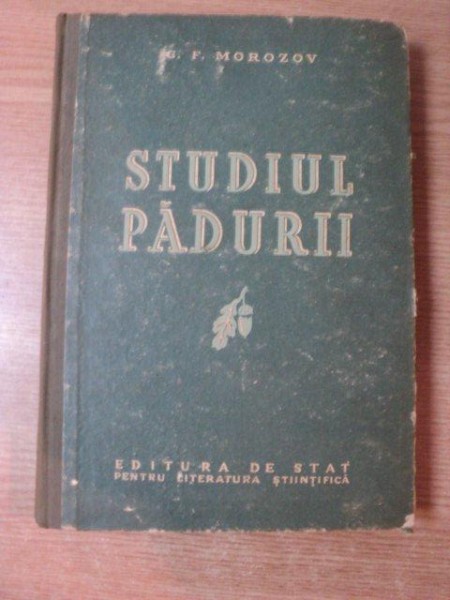 G. F. MOROZOV
STUDIUL
PĂDURII
EDITURA DE STAT
PENTRU LITERATURA ȘTIINȚIFICĂ